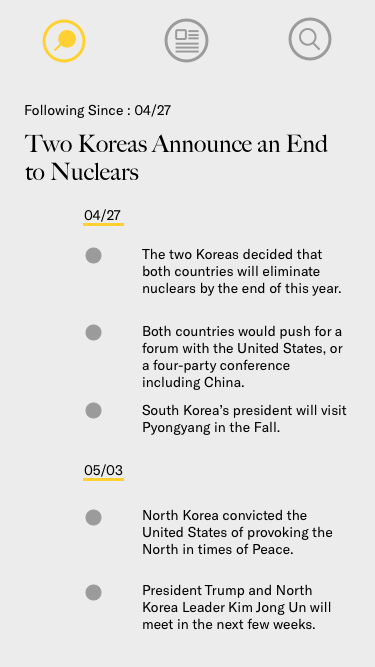 Following Since : 04/27
Two Koreas Announce an End
to Nuclears
04/27
The two Koreas decided that
both countries will eliminate
nuclears by the end of this year.
Both countries would push for a
forum with the United States, or
a four-party conference
including China.
South Korea's president will visit
Pyongyang in the Fall.
05/03
North Korea convicted the
United States of provoking the
North in times of Peace.
President Trump and North
Korea Leader Kim Jong Un will
meet in the next few weeks.